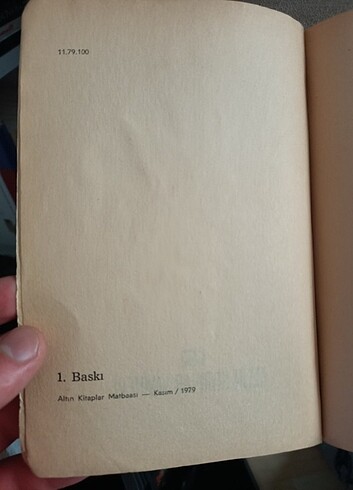 11.79.100
1. Baskı
Altın Kitaplar Matbaası — Kasım / 1979